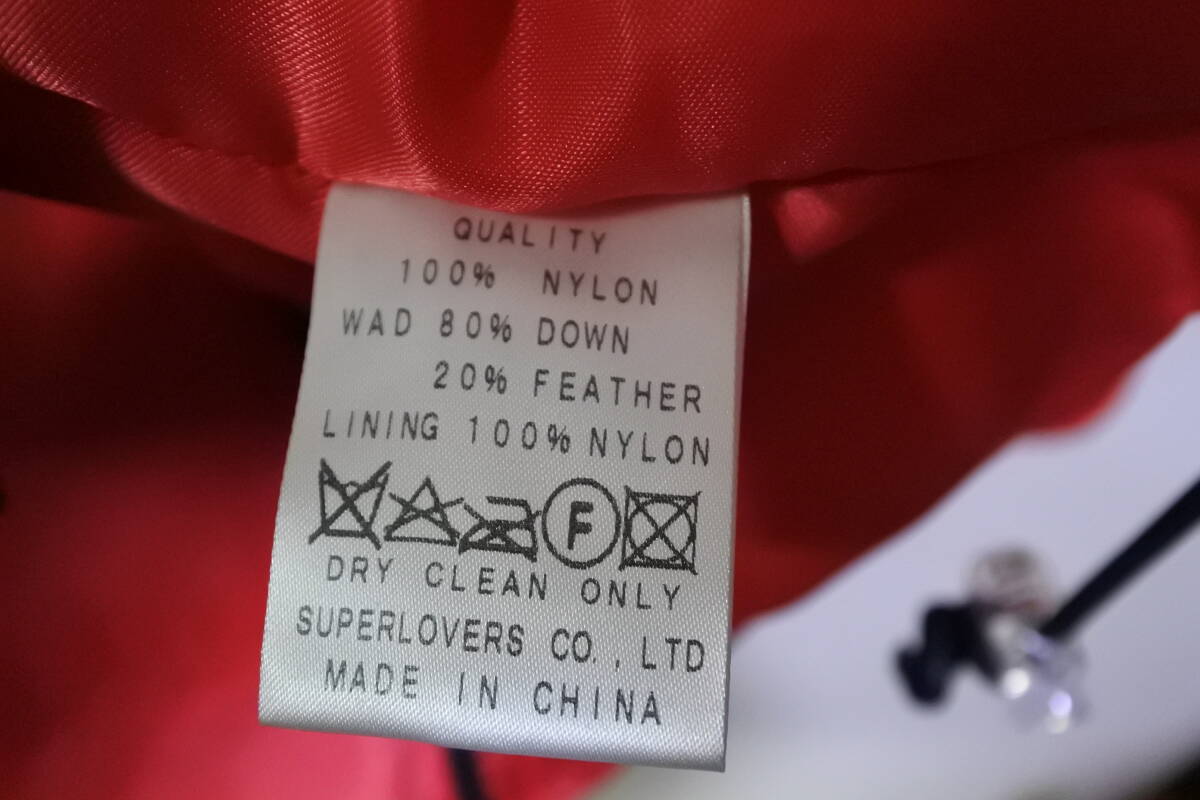 QUALITY
100% NYLON
WAD 80% DOWN
20% FEATHER
LINING 100% NYLON
F
DRY CLEAN ONLY
SUPERLOVERS CO., LTD
MADE IN CHINA